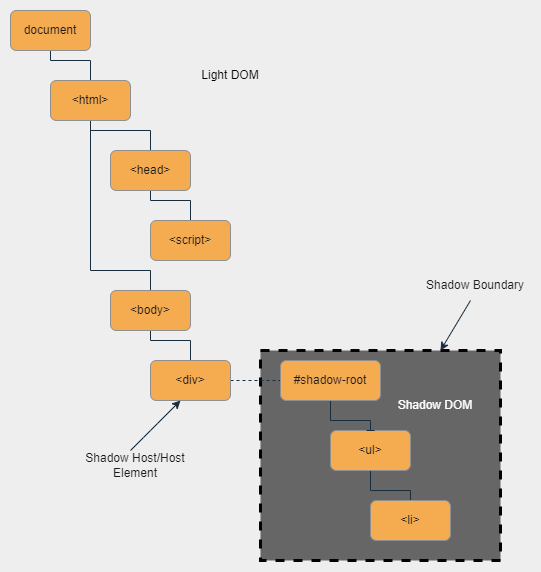 document
Light DOM
<html>
<head>
<script>
Shadow Boundary
<body>
<div>
#shadow-root
Shadow DOM
<ul>
Shadow Host/Host
Element
<li>